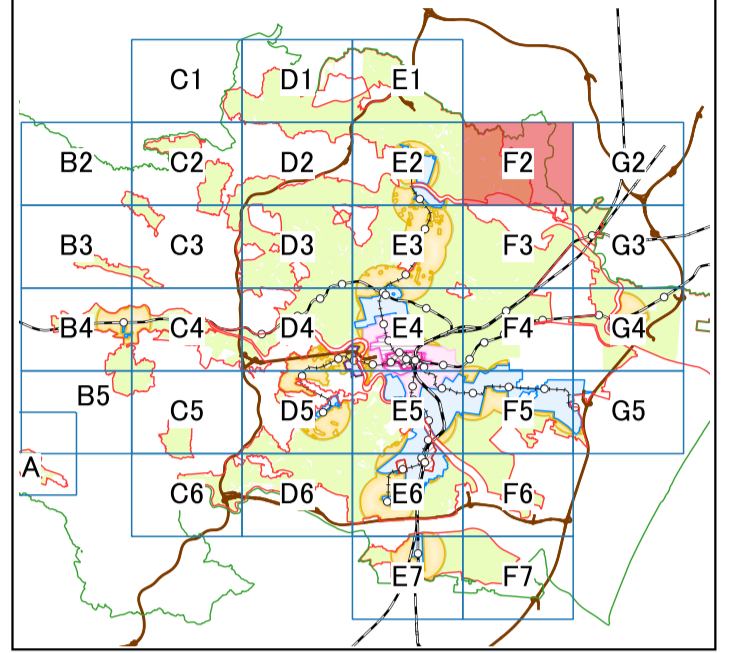 C1 D1 E1
B2 C2 D2 E2 F2 G2
B3 C3 D3 E3 F3 G3
B4 C4 D4 E4 F4 G4
B5 C5 D5 E5 F5 G5
A C6 D6 E6 F6
E7 F7